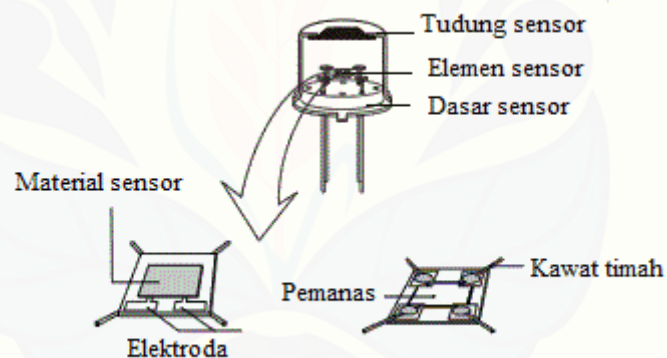 Tudung sensor
Elemen sensor
Dasar sensor
Material sensor
Kawat timah
Pemanas
Elektroda